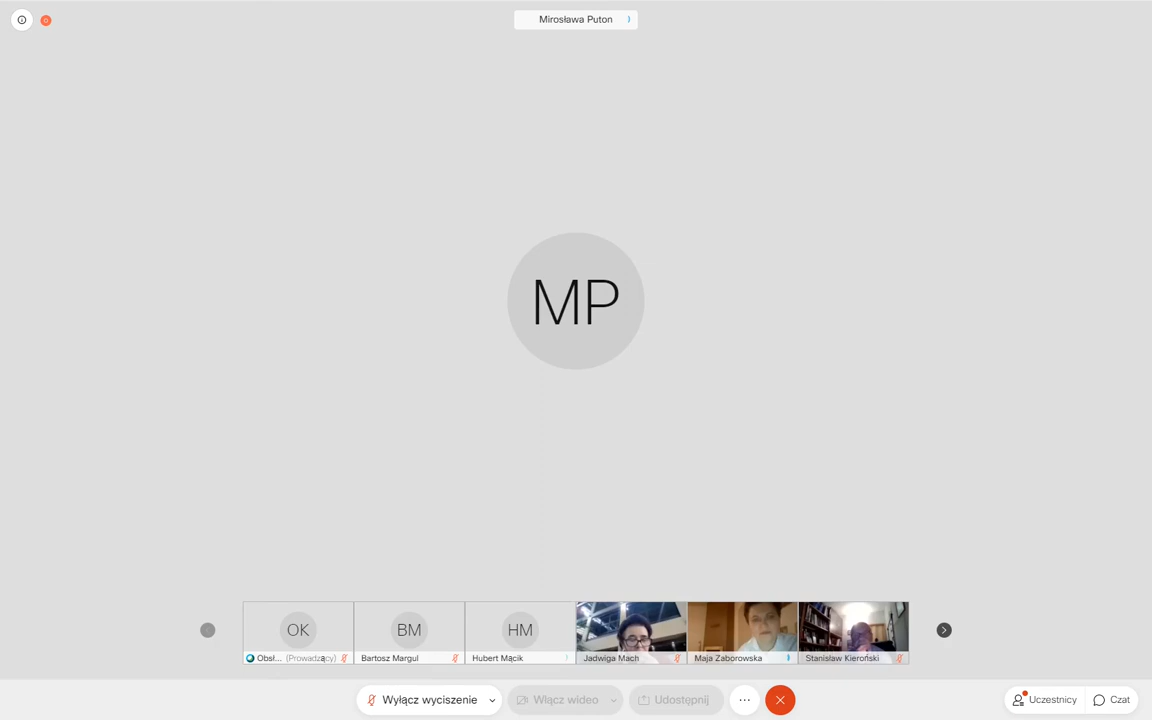 Mirosława Puton
MP
OK
BM
HM
Obsł... (Prowadzący)
Bartosz Margul
Hubert Mącik
Jadwiga Mach
Maja Zaborowska
Stanisław Kieroński
Wyłącz wyciszenie
Włącz wideo
Udostępnij
Uczestnicy
Czat